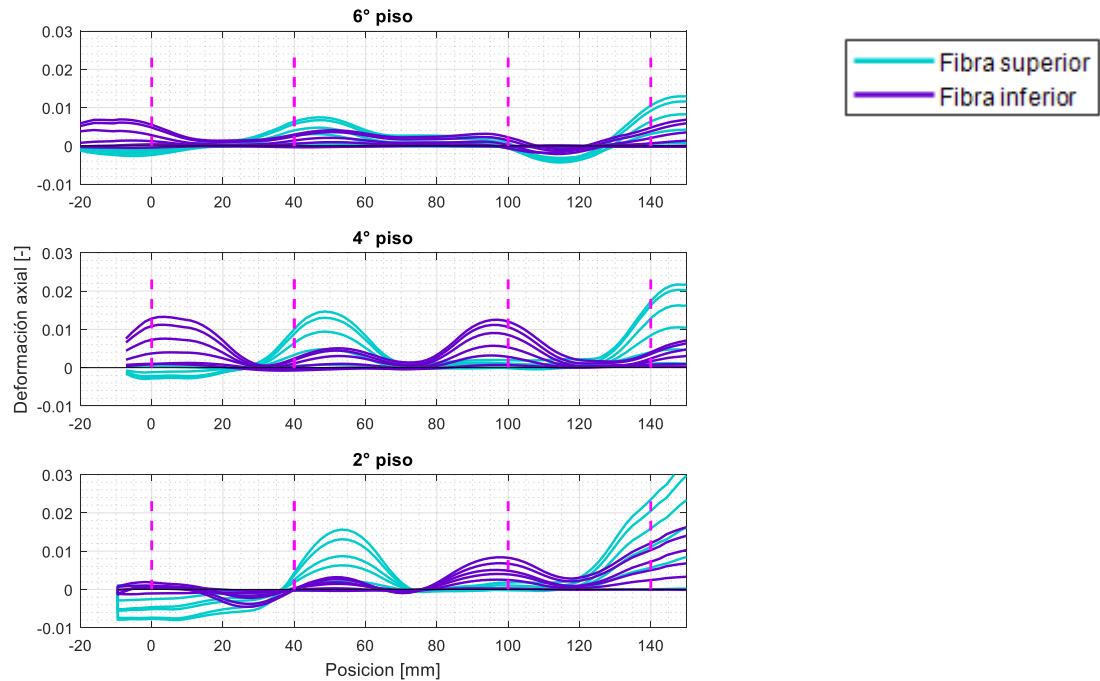 6° piso
0.03
0.02
0.01
0
-0.01
-20 0 20 40 60 80 100 120 140
Fibra superior
Fibra inferior
4° piso
0.03
0.02
0.01
0
-0.01
-20 0 20 40 60 80 100 120 140
Deformación axial [-]
2° piso
0.03
0.02
0.01
0
-0.01
-20 0 20 40 60 80 100 120 140
Posicion [mm]